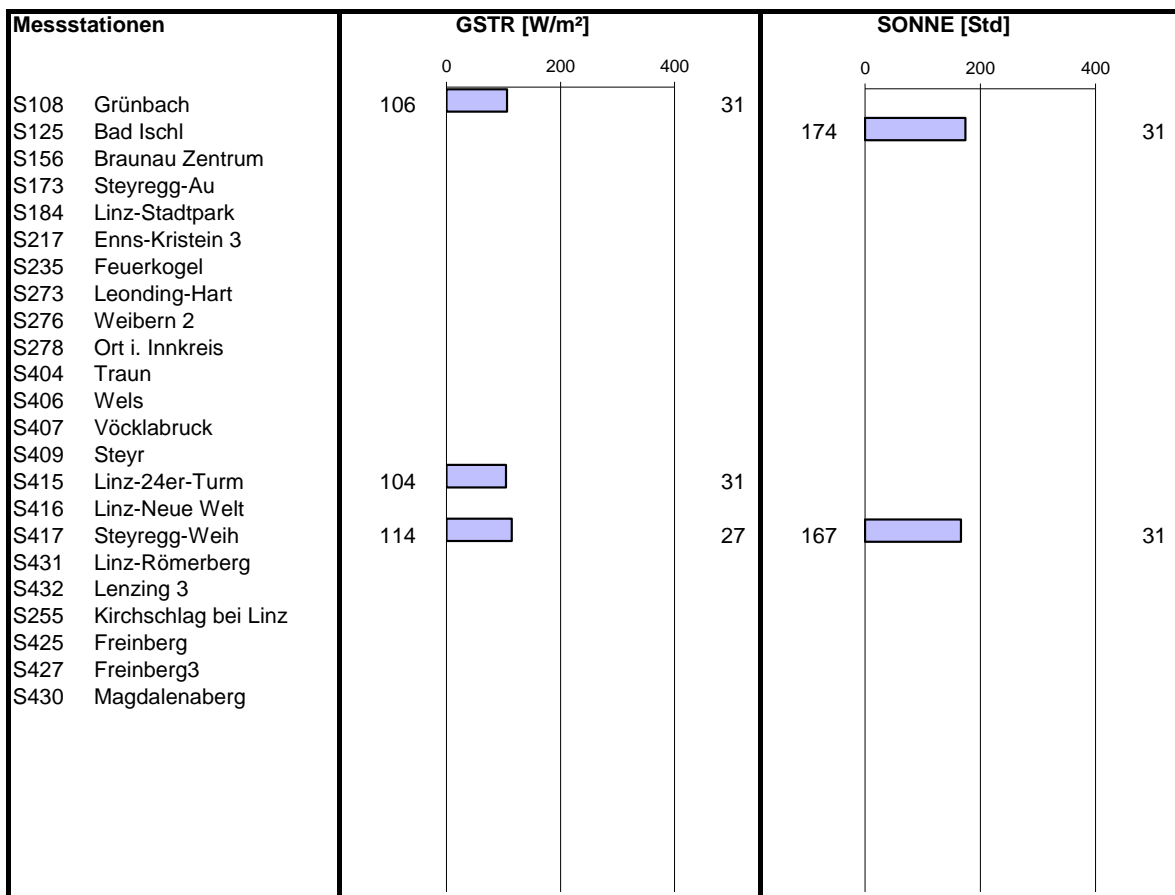 Messstationen GSTR [W/m²] SONNE [Std]
0 200 400 0 200 400
S108 Grünbach 106 31
S125 Bad Ischl 174 31
S156 Braunau Zentrum
S173 Steyregg-Au
S184 Linz-Stadtpark
S217 Enns-Kristein 3
S235 Feuerkogel
S273 Leonding-Hart
S276 Weibern 2
S278 Ort i. Innkreis
S404 Traun
S406 Wels
S407 Vöcklabruck
S409 Steyr
S415 Linz-24er-Turm 104 31
S416 Linz-Neue Welt
S417 Steyregg-Weih 114 27 167 31
S431 Linz-Römerberg
S432 Lenzing 3
S255 Kirchschlag bei Linz
S425 Freinberg
S427 Freinberg3
S430 Magdalenaberg